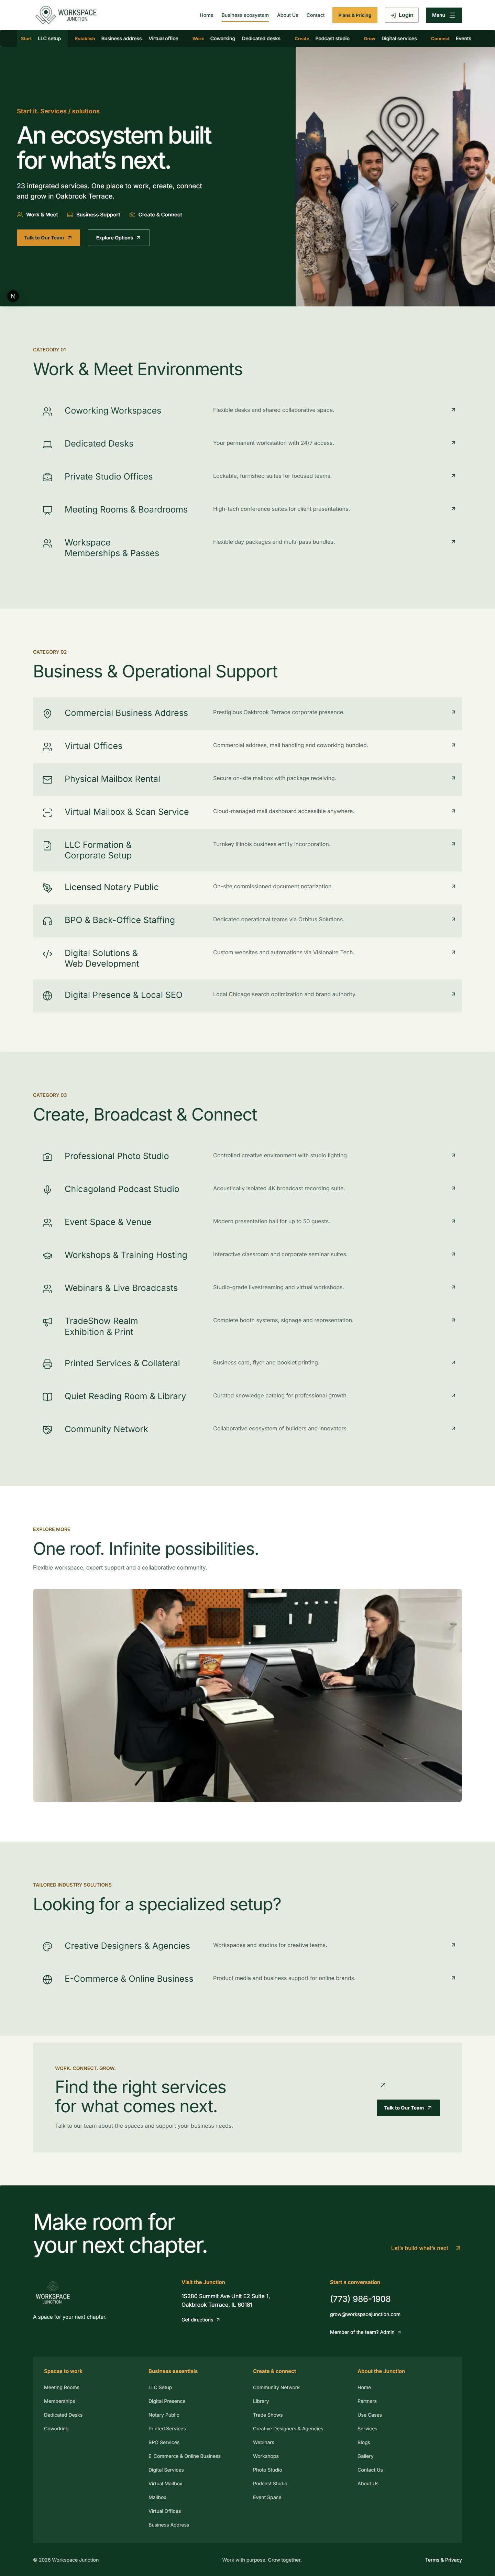 WORKSPACE
JUNCTION
Home Business ecosystem About Us Contact Plans & Pricing Login Menu
Start LLC setup Establish Business address Virtual office Work Coworking Dedicated desks Create Podcast studio Grow Digital services Connect Events
Start it. Services / solutions
An ecosystem built
for what's next.
23 integrated services. One place to work, create, connect
and grow in Oakbrook Terrace.
Work & Meet Business Support Create & Connect
Talk to Our Team Explore Options
N
CATEGORY 01
Work & Meet Environments
Coworking Workspaces Flexible desks and shared collaborative space.
Dedicated Desks Your permanent workstation with 24/7 access.
Private Studio Offices Lockable, furnished suites for focused teams.
Meeting Rooms & Boardrooms High-tech conference suites for client presentations.
Workspace Flexible day packages and multi-pass bundles.
Memberships & Passes
CATEGORY 02
Business & Operational Support
Commercial Business Address Prestigious Oakbrook Terrace corporate presence.
Virtual Offices Commercial address, mail handling and coworking bundled.
Physical Mailbox Rental Secure on-site mailbox with package receiving.
Virtual Mailbox & Scan Service Cloud-managed mail dashboard accessible anywhere.
LLC Formation & Turnkey Illinois business entity incorporation.
Corporate Setup
Licensed Notary Public On-site commissioned document notarization.
BPO & Back-Office Staffing Dedicated operational teams via Orbitus Solutions.
Digital Solutions & Custom websites and automations via Visionaire Tech.
Web Development
Digital Presence & Local SEO Local Chicago search optimization and brand authority.
CATEGORY 03
Create, Broadcast & Connect
Professional Photo Studio Controlled creative environment with studio lighting.
Chicagoland Podcast Studio Acoustically isolated 4K broadcast recording suite.
Event Space & Venue Modern presentation hall for up to 50 guests.
Workshops & Training Hosting Interactive classroom and corporate seminar suites.
Webinars & Live Broadcasts Studio-grade livestreaming and virtual workshops.
TradeShow Realm Complete booth systems, signage and representation.
Exhibition & Print
Printed Services & Collateral Business card, flyer and booklet printing.
Quiet Reading Room & Library Curated knowledge catalog for professional growth.
Community Network Collaborative ecosystem of builders and innovators.
EXPLORE MORE
One roof. Infinite possibilities.
Flexible workspace, expert support and a collaborative community.
TAILORED INDUSTRY SOLUTIONS
Looking for a specialized setup?
Creative Designers & Agencies Workspaces and studios for creative teams.
E-Commerce & Online Business Product media and business support for online brands.
WORK. CONNECT. GROW.
Find the right services
for what comes next.
Talk to our team about the spaces and support your business needs.
Talk to Our Team
Make room for
your next chapter.
Let's build what's next
WORKSPACE
JUNCTION
A space for your next chapter.
Visit the Junction
1S280 Summit Ave Unit E2 Suite 1,
Oakbrook Terrace, IL 60181
Get directions
Start a conversation
(773) 986-1908
grow@workspacejunction.com
Member of the team? Admin
Spaces to work
Meeting Rooms
Memberships
Dedicated Desks
Coworking
Business essentials
LLC Setup
Digital Presence
Notary Public
Printed Services
BPO Services
E-Commerce & Online Business
Digital Services
Virtual Mailbox
Mailbox
Virtual Offices
Business Address
Create & connect
Community Network
Library
Trade Shows
Creative Designers & Agencies
Webinars
Workshops
Photo Studio
Podcast Studio
Event Space
About the Junction
Home
Partners
Use Cases
Services
Blogs
Gallery
Contact Us
About Us
© 2026 Workspace Junction Work with purpose. Grow together. Terms & Privacy